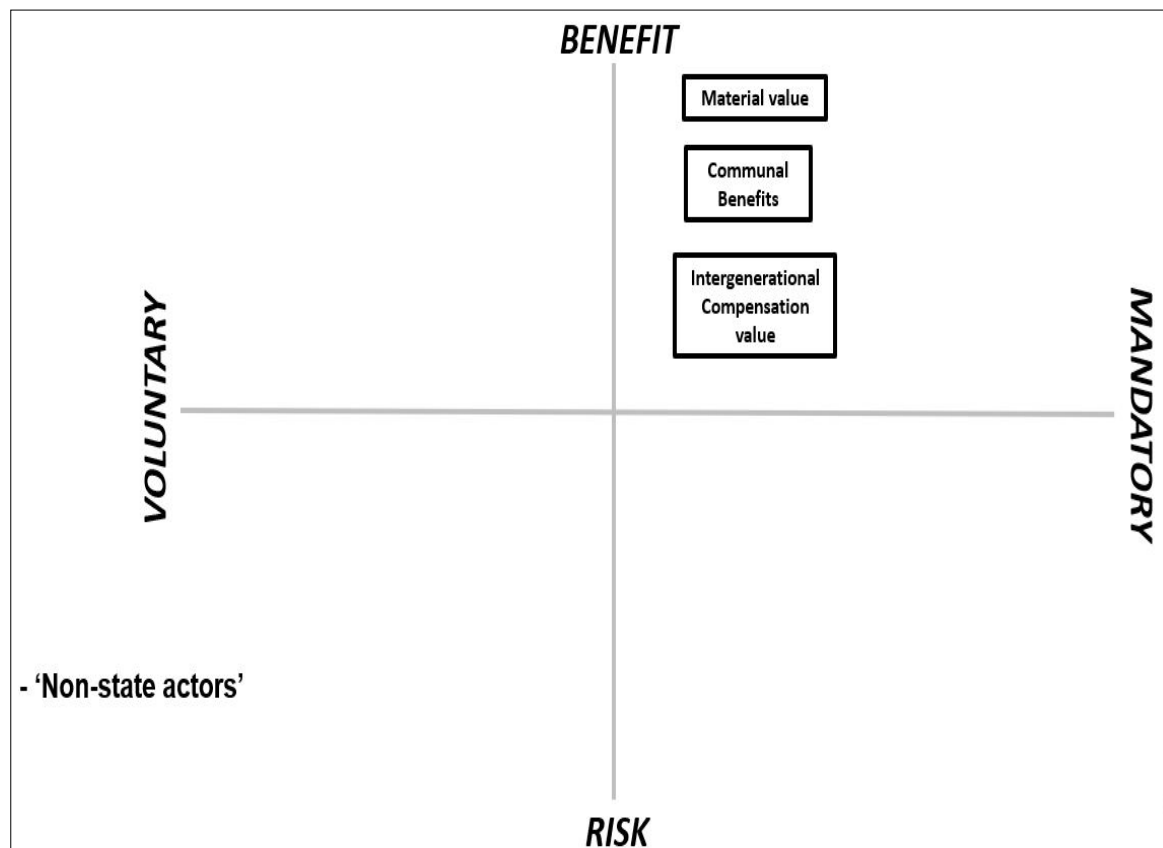 BENEFIT
Material value
Communal
Benefits
Intergenerational
Compensation
value
VOLUNTARY
MANDATORY
- ‘Non-state actors’
RISK